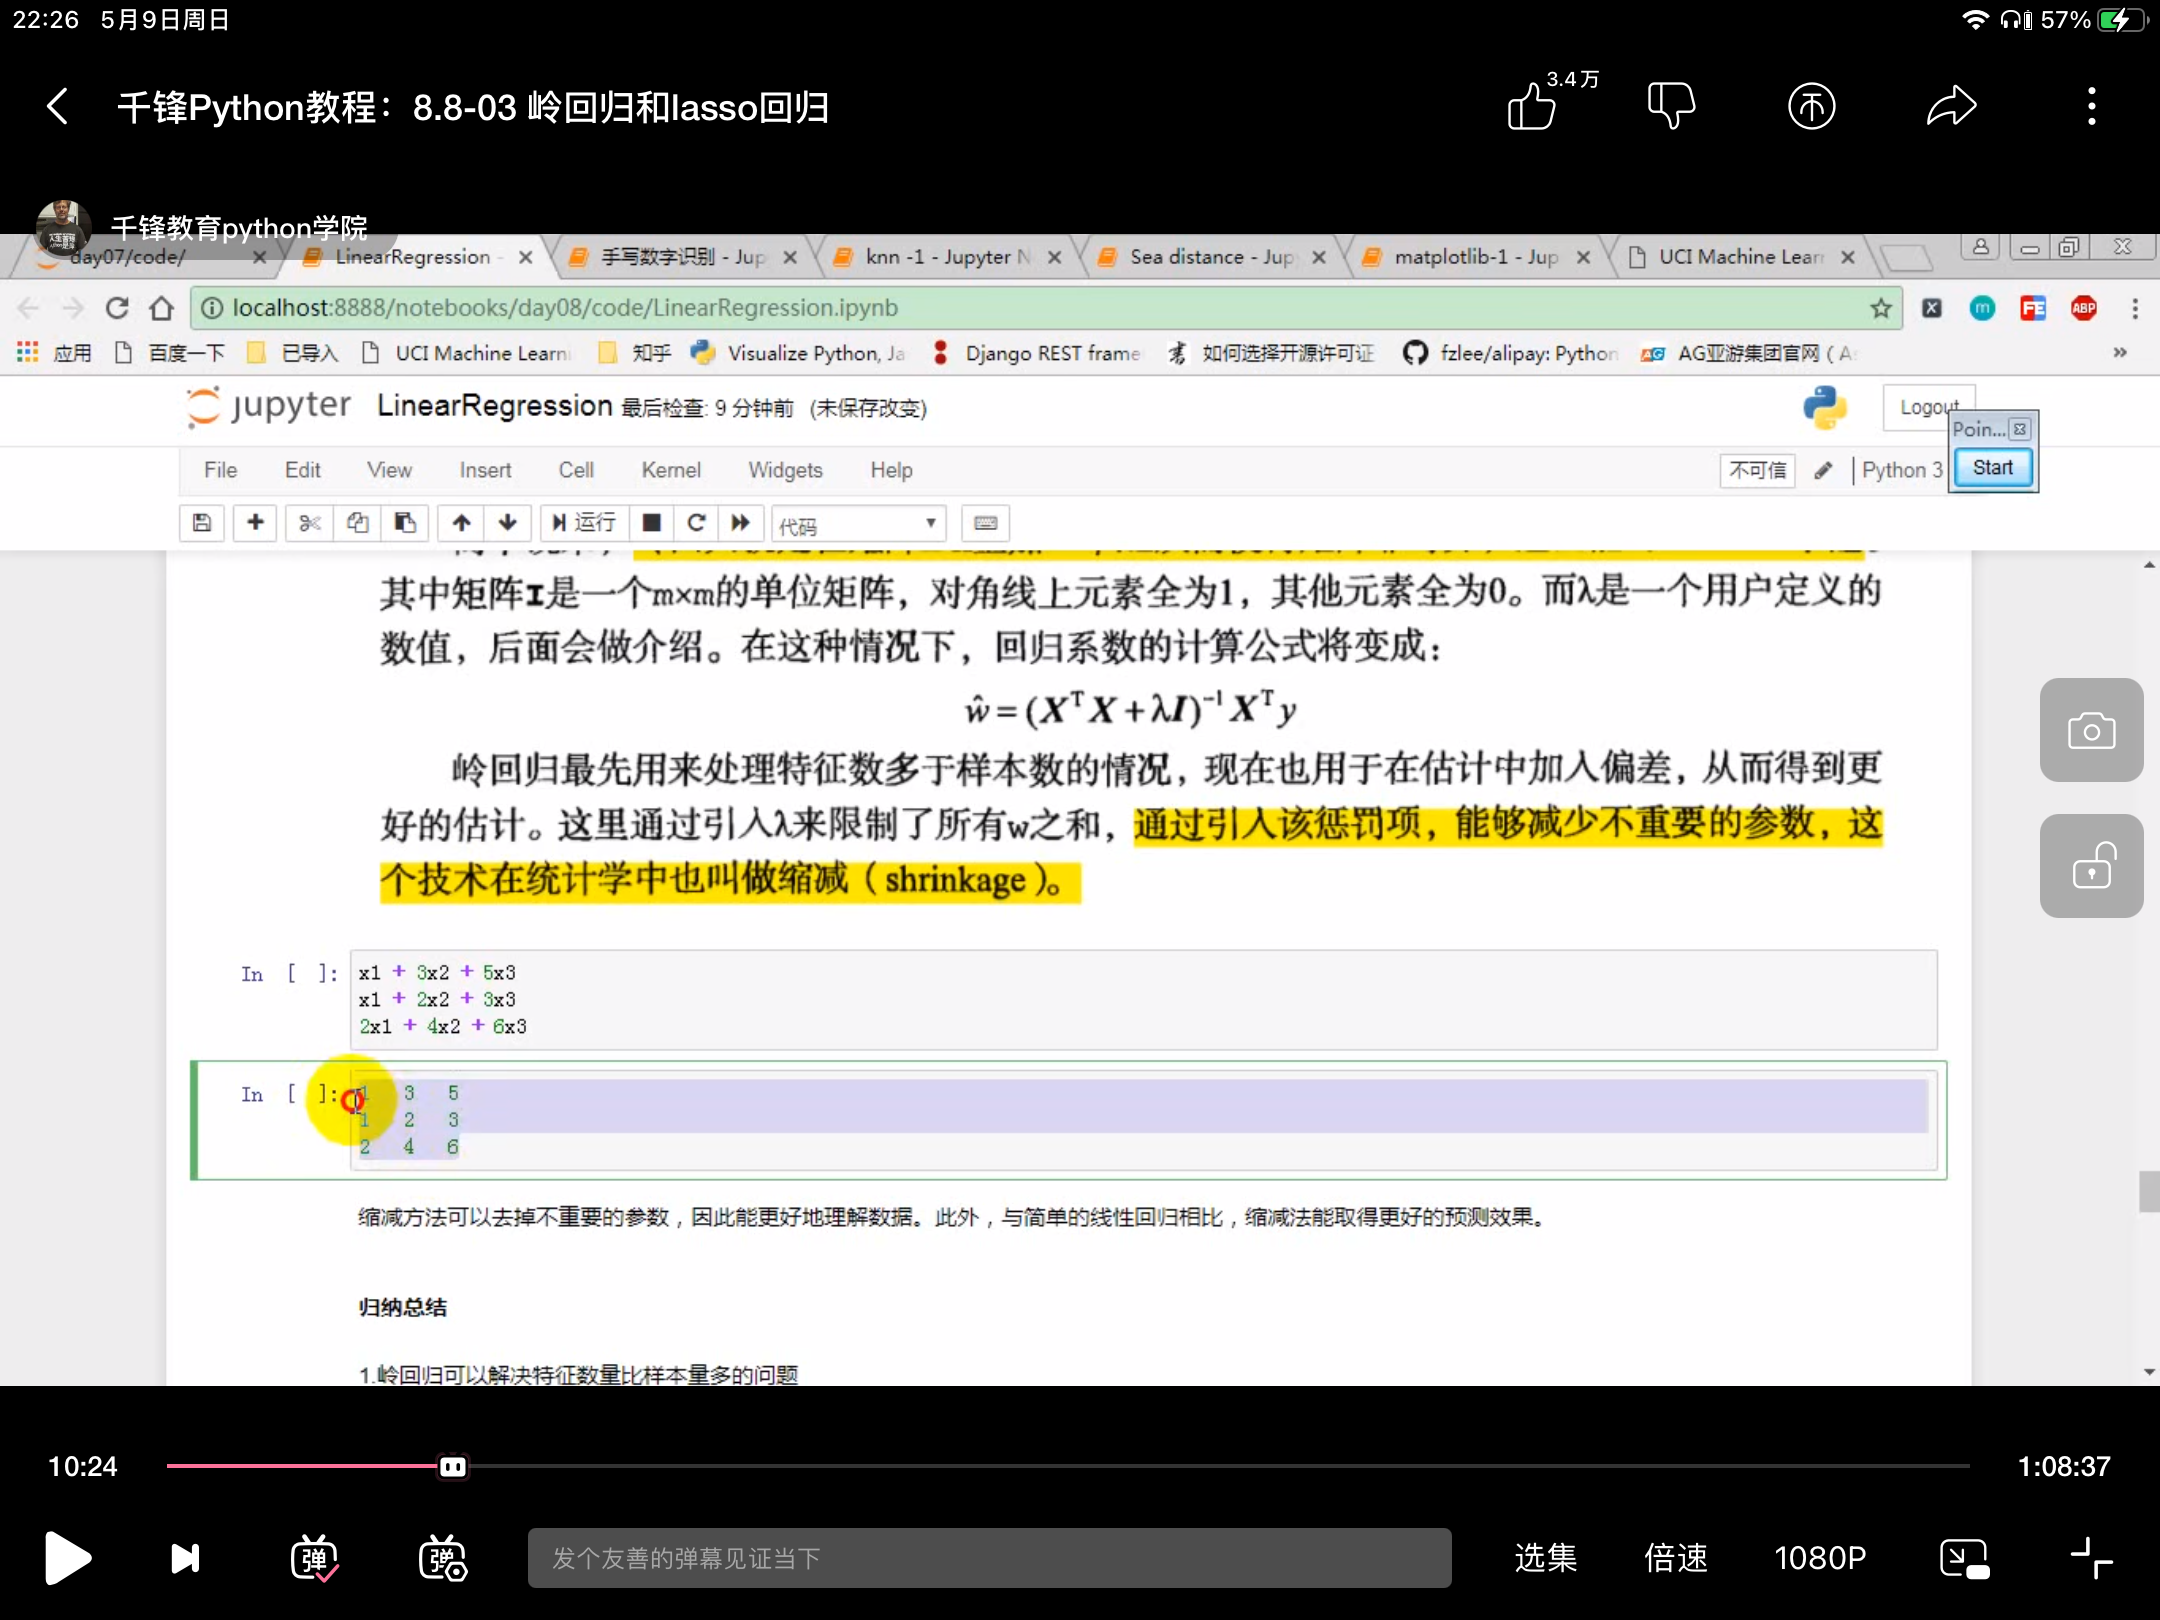 22:26 5月9日周日
57%
千锋Python教程：8.8-03 岭回归和lasso回归
3.4万
千锋教育python学院
day07/code/
LinearRegression -
手写数字识别 - Jup
knn -1 - Jupyter N
Sea distance - Jup
matplotlib-1 - Jup
UCI Machine Lear
localhost:8888/notebooks/day08/code/LinearRegression.ipynb
应用 百度一下 已导入 UCI Machine Learni 知乎 Visualize Python, Ja Django REST frame 如何选择开源许可证 fzlee/alipay: Python AG亚游集团官网 ( A
jupyter LinearRegression 最后检查: 9 分钟前 (未保存改变)
Logout
Poin...
Start
File Edit View Insert Cell Kernel Widgets Help
不可信 Python 3
运行 代码
其中矩阵I是一个m×m的单位矩阵，对角线上元素全为1，其他元素全为0。而λ是一个用户定义的
数值，后面会做介绍。在这种情况下，回归系数的计算公式将变成：
ŵ = (XᵀX + λI)⁻¹Xᵀy
岭回归最先用来处理特征数多于样本数的情况，现在也用于在估计中加入偏差，从而得到更
好的估计。这里通过引入λ来限制了所有w之和，通过引入该惩罚项，能够减少不重要的参数，这
个技术在统计学中也叫做缩减（shrinkage）。
In [ ]: x1 + 3x2 + 5x3
x1 + 2x2 + 3x3
2x1 + 4x2 + 6x3
In [ ]: 1 3 5
1 2 3
2 4 6
缩减方法可以去掉不重要的参数，因此能更好地理解数据。此外，与简单的线性回归相比，缩减法能取得更好的预测效果。
归纳总结
1.岭回归可以解决特征数量比样本量多的问题
10:24
1:08:37
弹 弹 发个友善的弹幕见证当下 选集 倍速 1080P